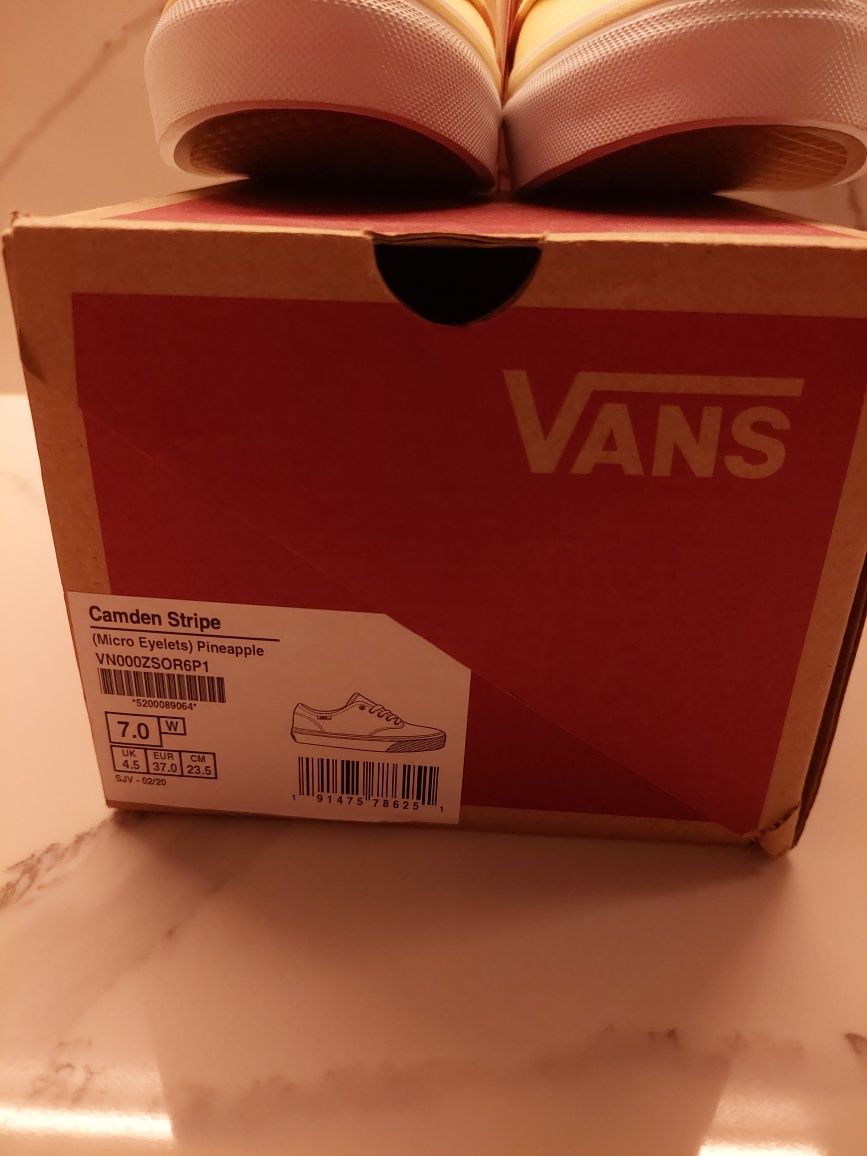 VANS
Camden Stripe
(Micro Eyelets) Pineapple
VN000ZSOR6P1
*5200089064*
7.0 W
UK EUR CM
4.5 37.0 23.5
SJV - 02/20
1 91475 78625 1